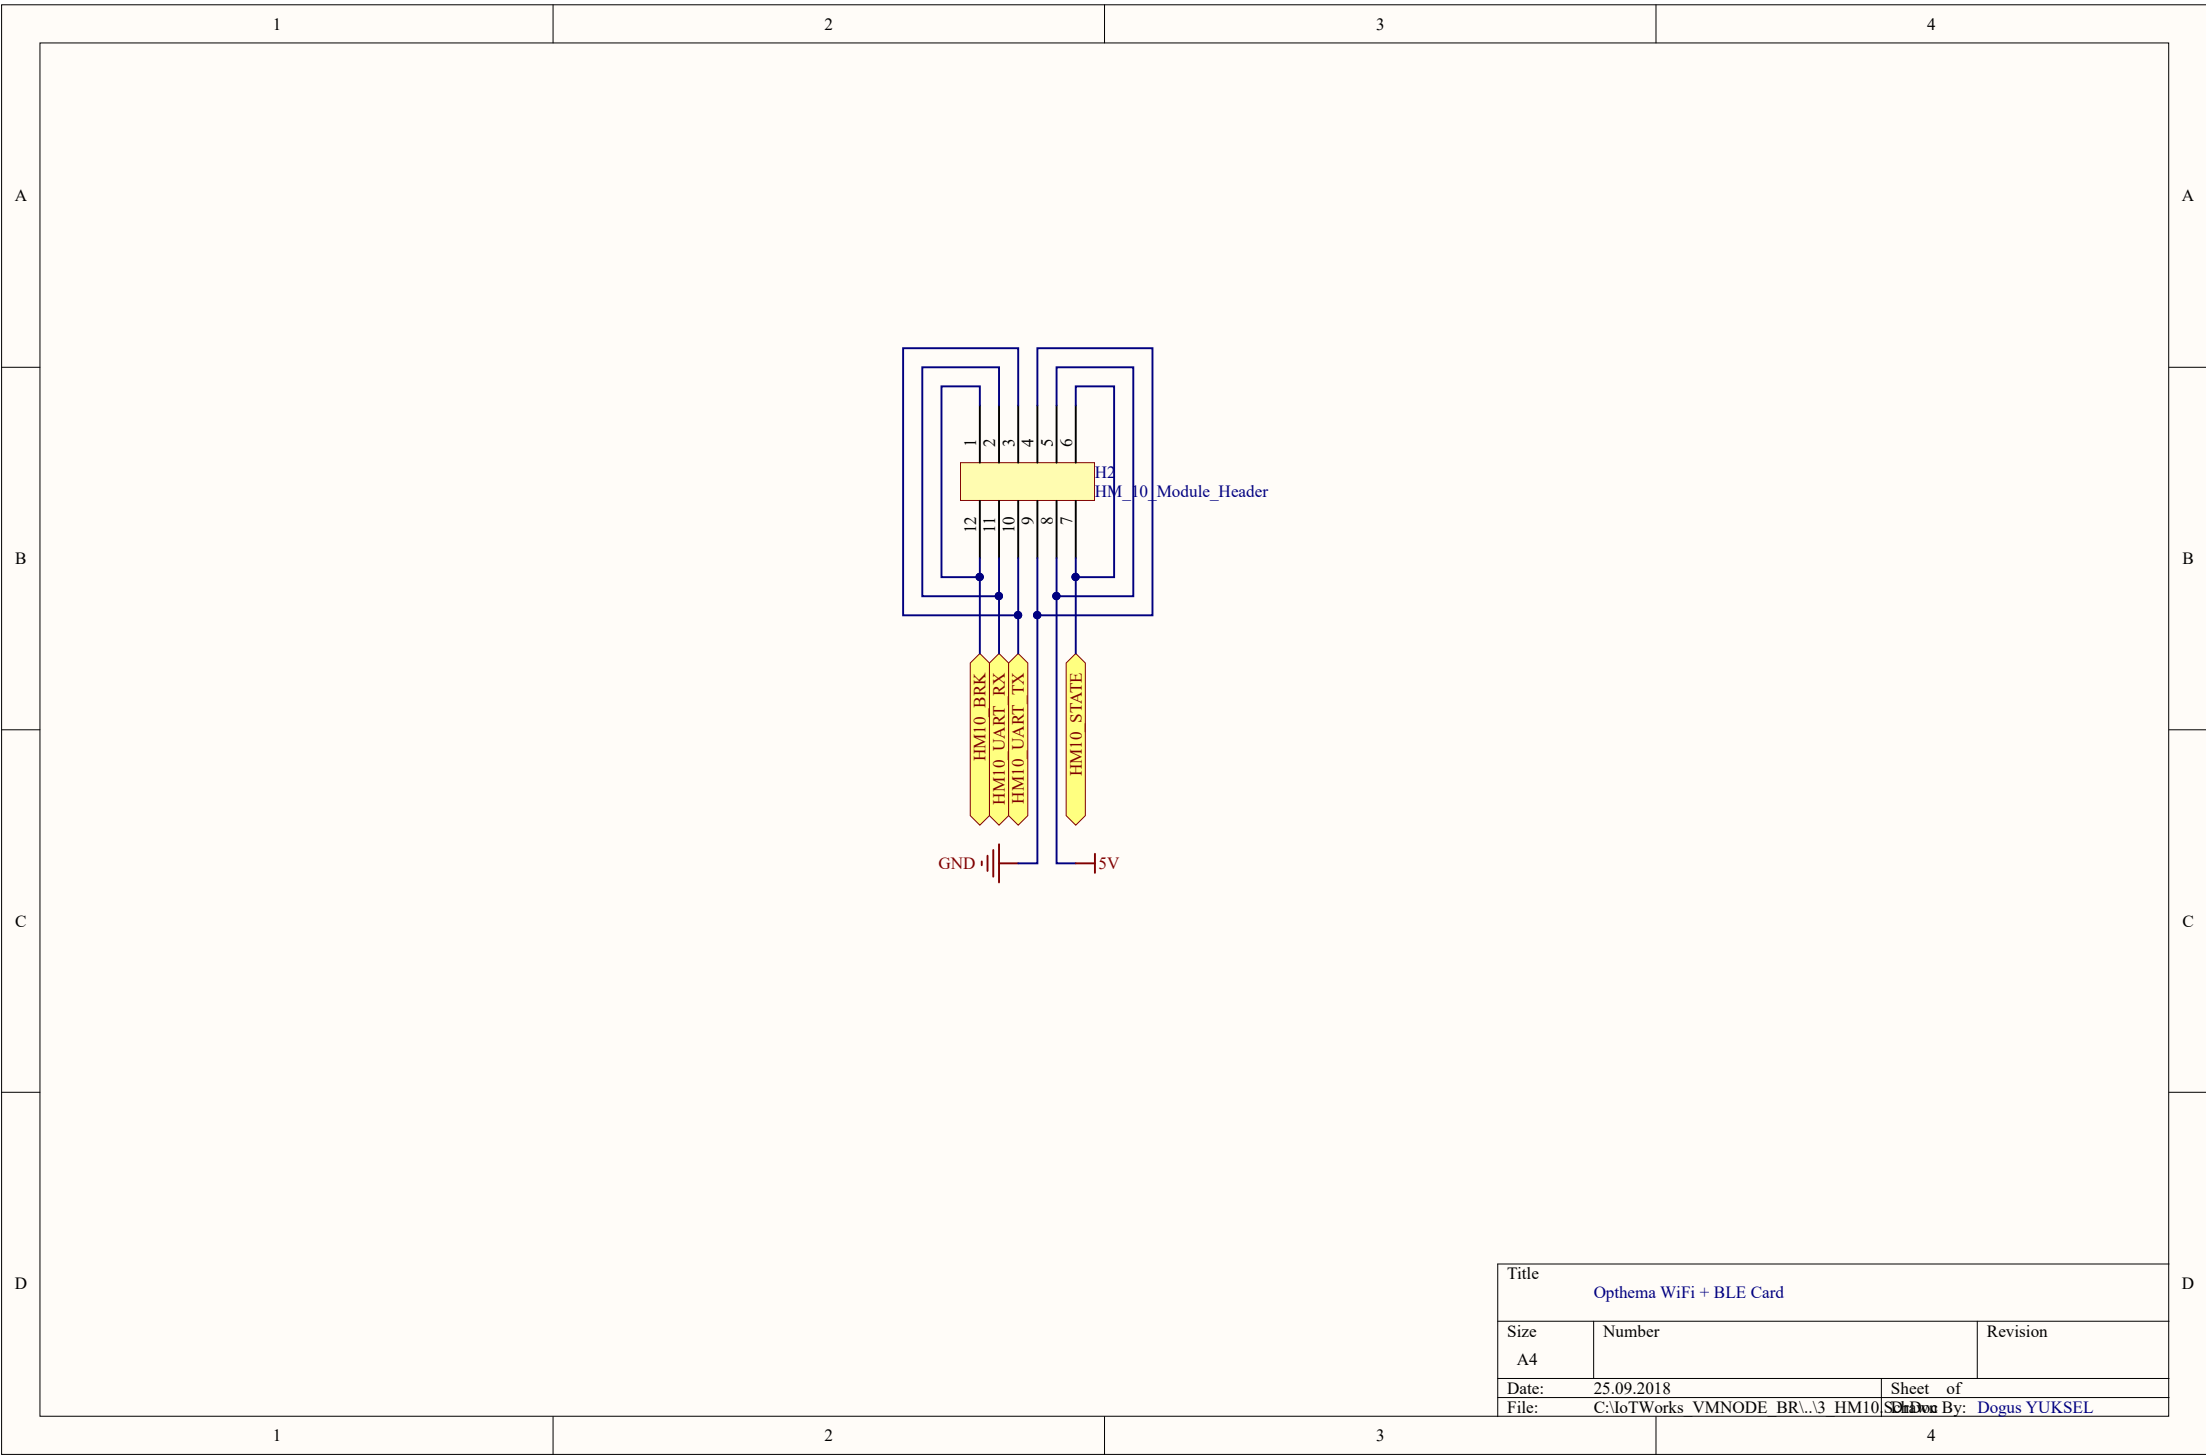 1 2 3 4
A A
1 2 3 4 5 6
H2
HM_10_Module_Header
12 11 10 9 8 7
B B
HM10_BRK
HM10_UART_RX
HM10_UART_TX
HM10_STATE
GND
5V
C C
D D
Title
Opthema WiFi + BLE Card
Size Number Revision
A4
Date: 25.09.2018 Sheet of
File: C:\IoTWorks_VMNODE_BR\..\3_HM10.SchDoc Drawn By: Dogus YUKSEL
1 2 3 4